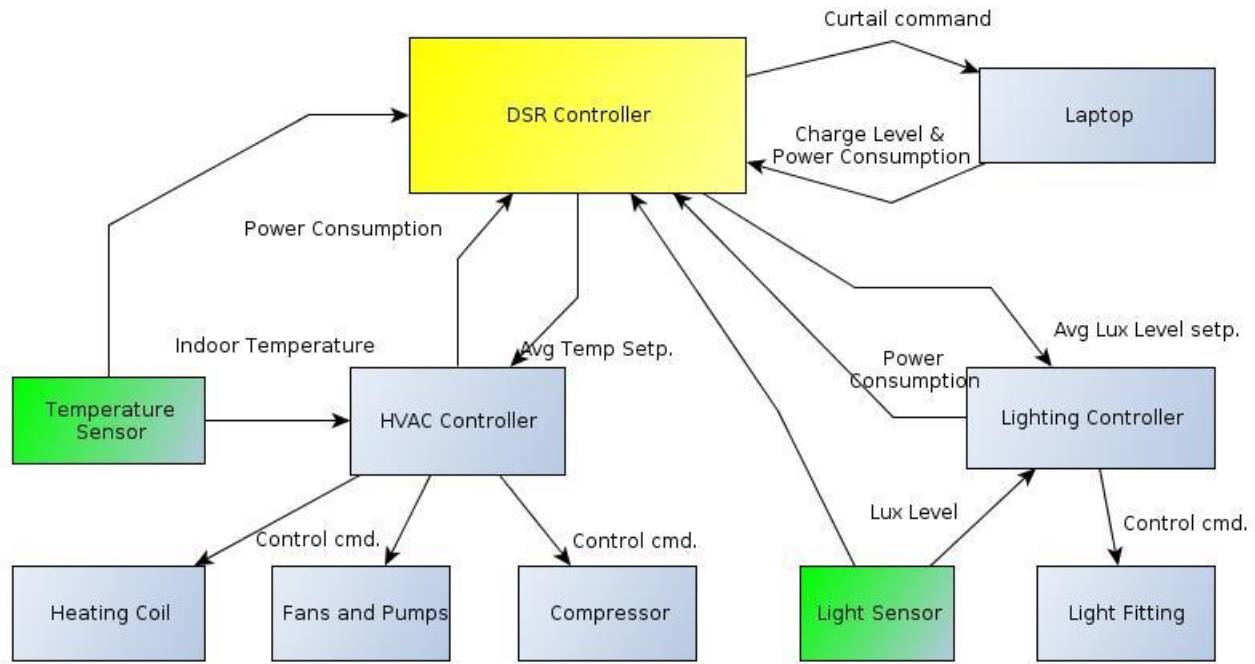 Curtail command
DSR Controller
Laptop
Charge Level &
Power Consumption
Power Consumption
Indoor Temperature
Avg Temp Setp.
Avg Lux Level setp.
Power
Consumption
Temperature
Sensor
HVAC Controller
Lighting Controller
Lux Level
Control cmd.
Control cmd.
Control cmd.
Heating Coil
Fans and Pumps
Compressor
Light Sensor
Light Fitting